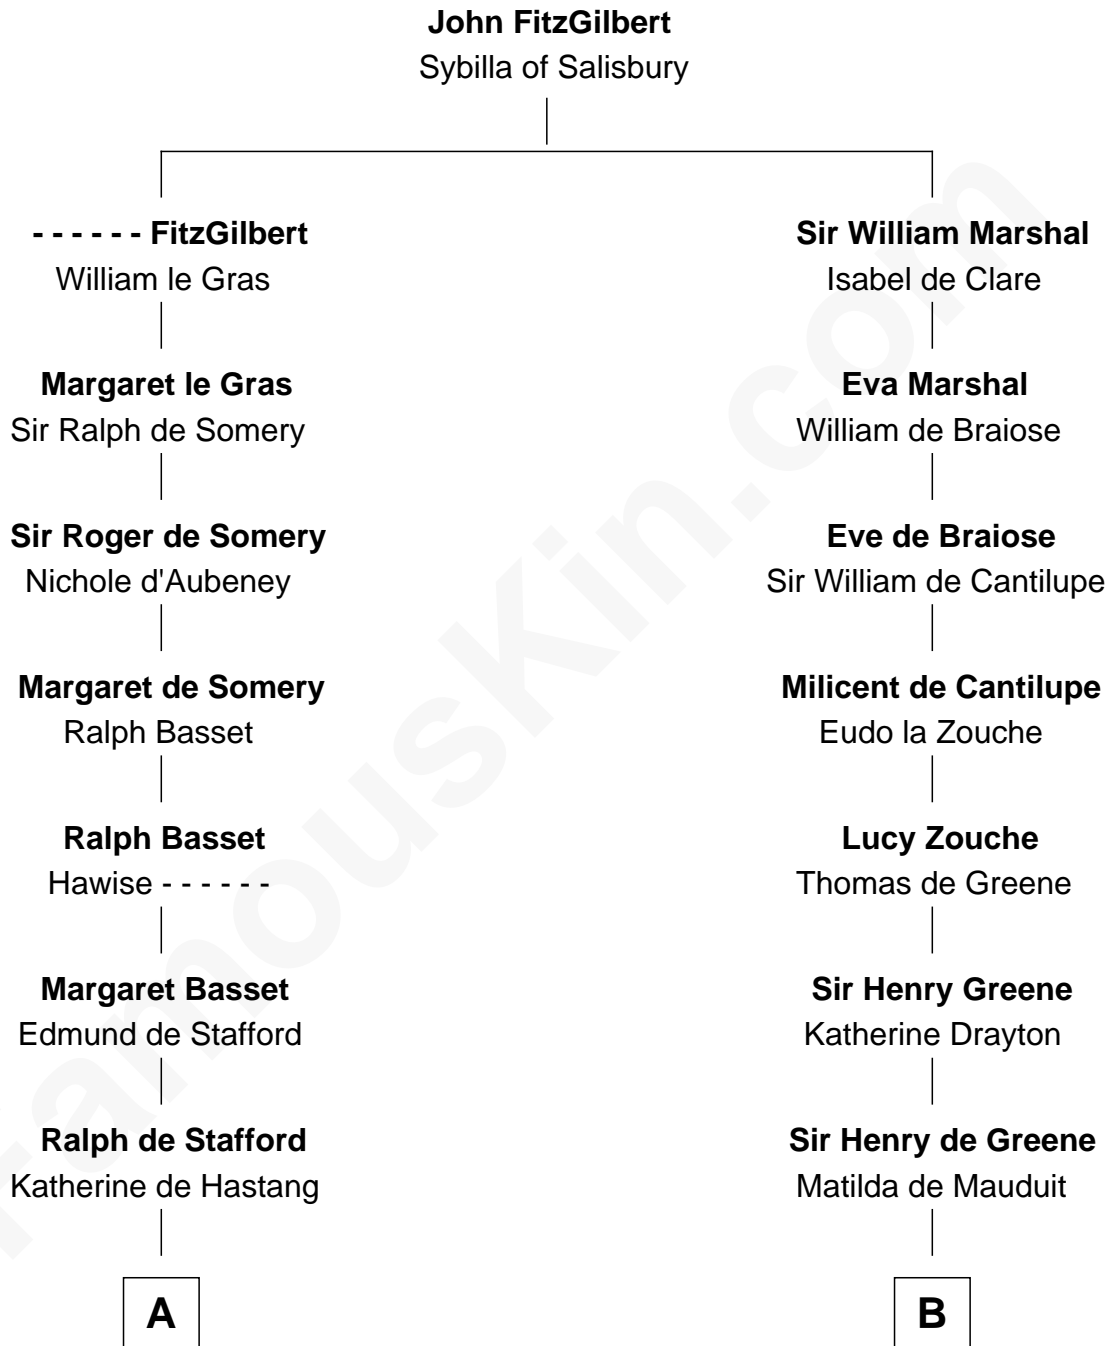 John FitzGilbert
Sybilla of Salisbury
- - - - - - FitzGilbert
William le Gras
Margaret le Gras
Sir Ralph de Somery
Sir Roger de Somery
Nichole d'Aubeney
Margaret de Somery
Ralph Basset
Ralph Basset
Hawise - - - - - -
Margaret Basset
Edmund de Stafford
Ralph de Stafford
Katherine de Hastang
A
Sir William Marshal
Isabel de Clare
Eva Marshal
William de Braiose
Eve de Braiose
Sir William de Cantilupe
Milicent de Cantilupe
Eudo la Zouche
Lucy Zouche
Thomas de Greene
Sir Henry Greene
Katherine Drayton
Sir Henry de Greene
Matilda de Mauduit
B
FamousKin.com